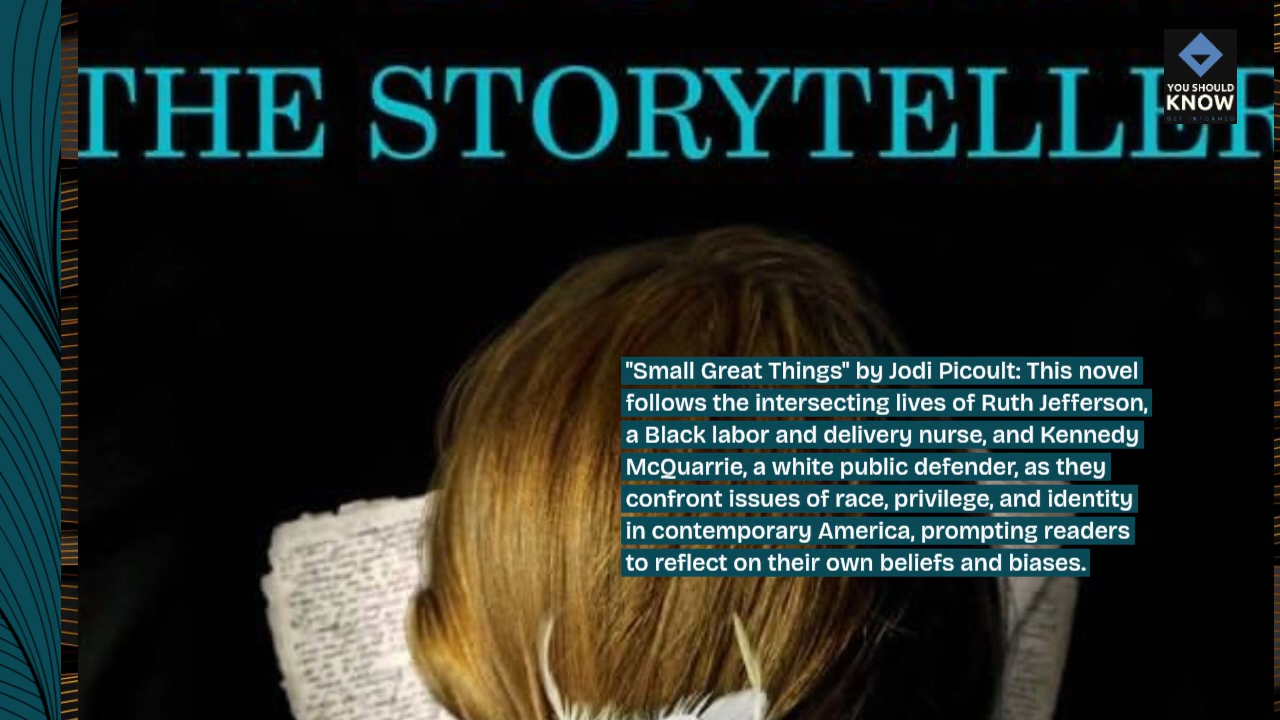 THE STORYTELLER
YOU SHOULD
KNOW
GET INFORMED
"Small Great Things" by Jodi Picoult: This novel
follows the intersecting lives of Ruth Jefferson,
a Black labor and delivery nurse, and Kennedy
McQuarrie, a white public defender, as they
confront issues of race, privilege, and identity
in contemporary America, prompting readers
to reflect on their own beliefs and biases.